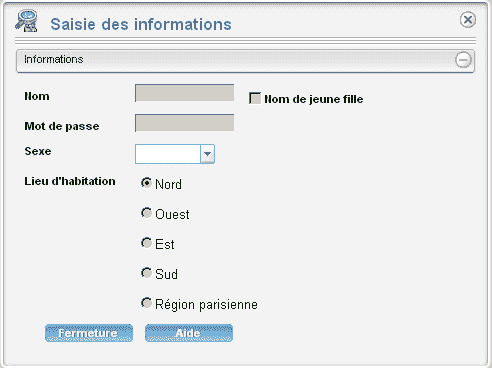 Saisie des informations
Informations
Nom
Nom de jeune fille
Mot de passe
Sexe
Lieu d'habitation
Nord
Ouest
Est
Sud
Région parisienne
Fermeture
Aide